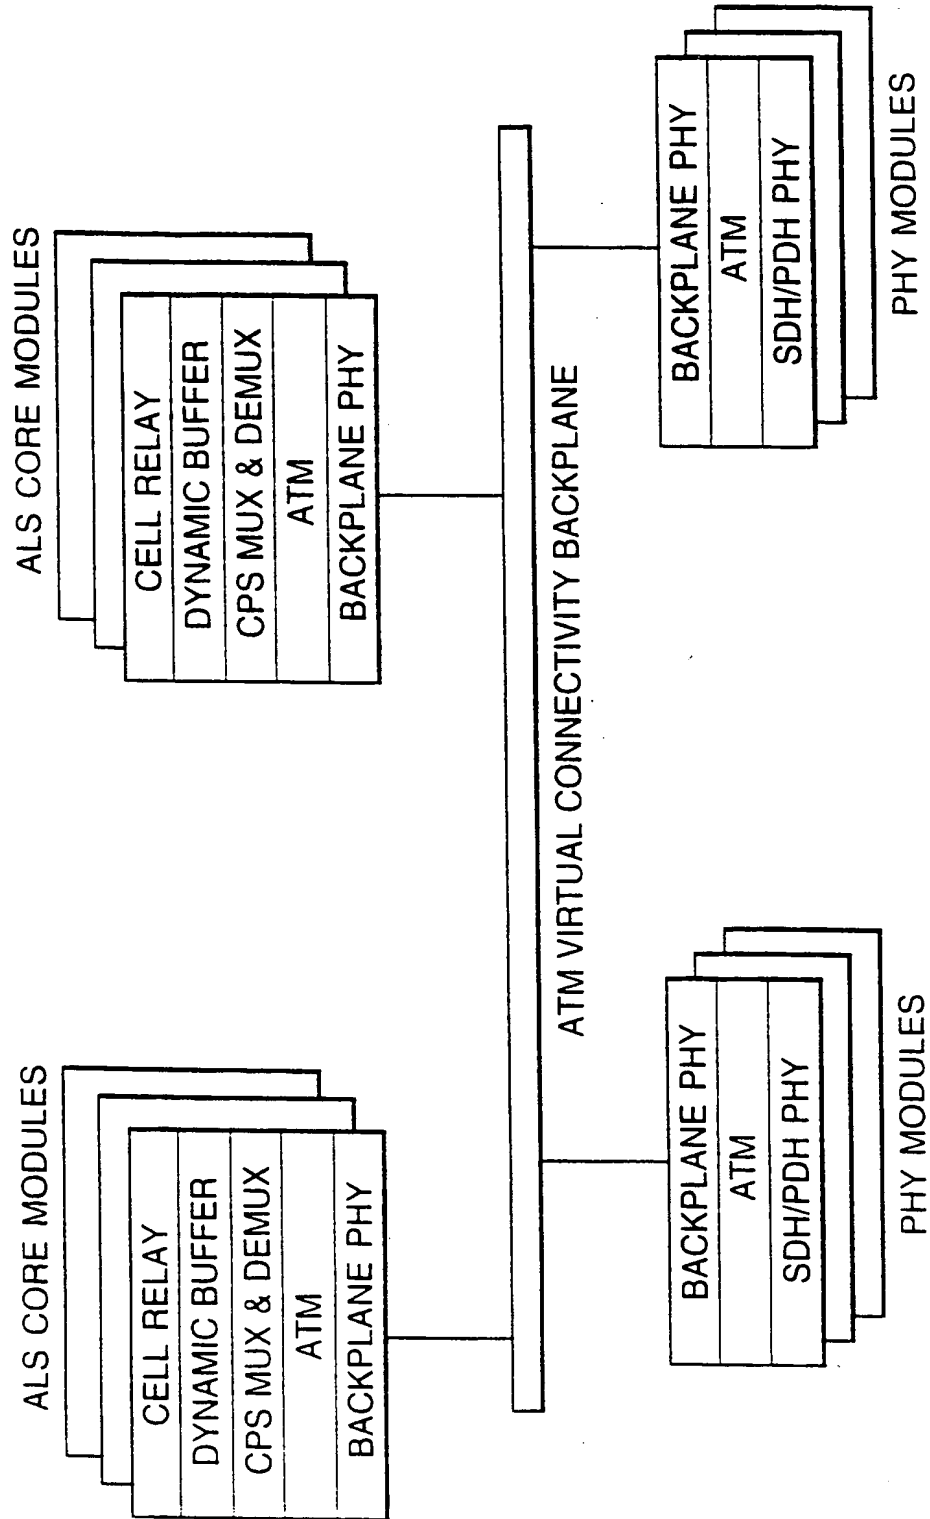 ALS CORE MODULES
CELL RELAY
DYNAMIC BUFFER
CPS MUX & DEMUX
ATM
BACKPLANE PHY
ALS CORE MODULES
CELL RELAY
DYNAMIC BUFFER
CPS MUX & DEMUX
ATM
BACKPLANE PHY
ATM VIRTUAL CONNECTIVITY BACKPLANE
BACKPLANE PHY
ATM
SDH/PDH PHY
PHY MODULES
BACKPLANE PHY
ATM
SDH/PDH PHY
PHY MODULES